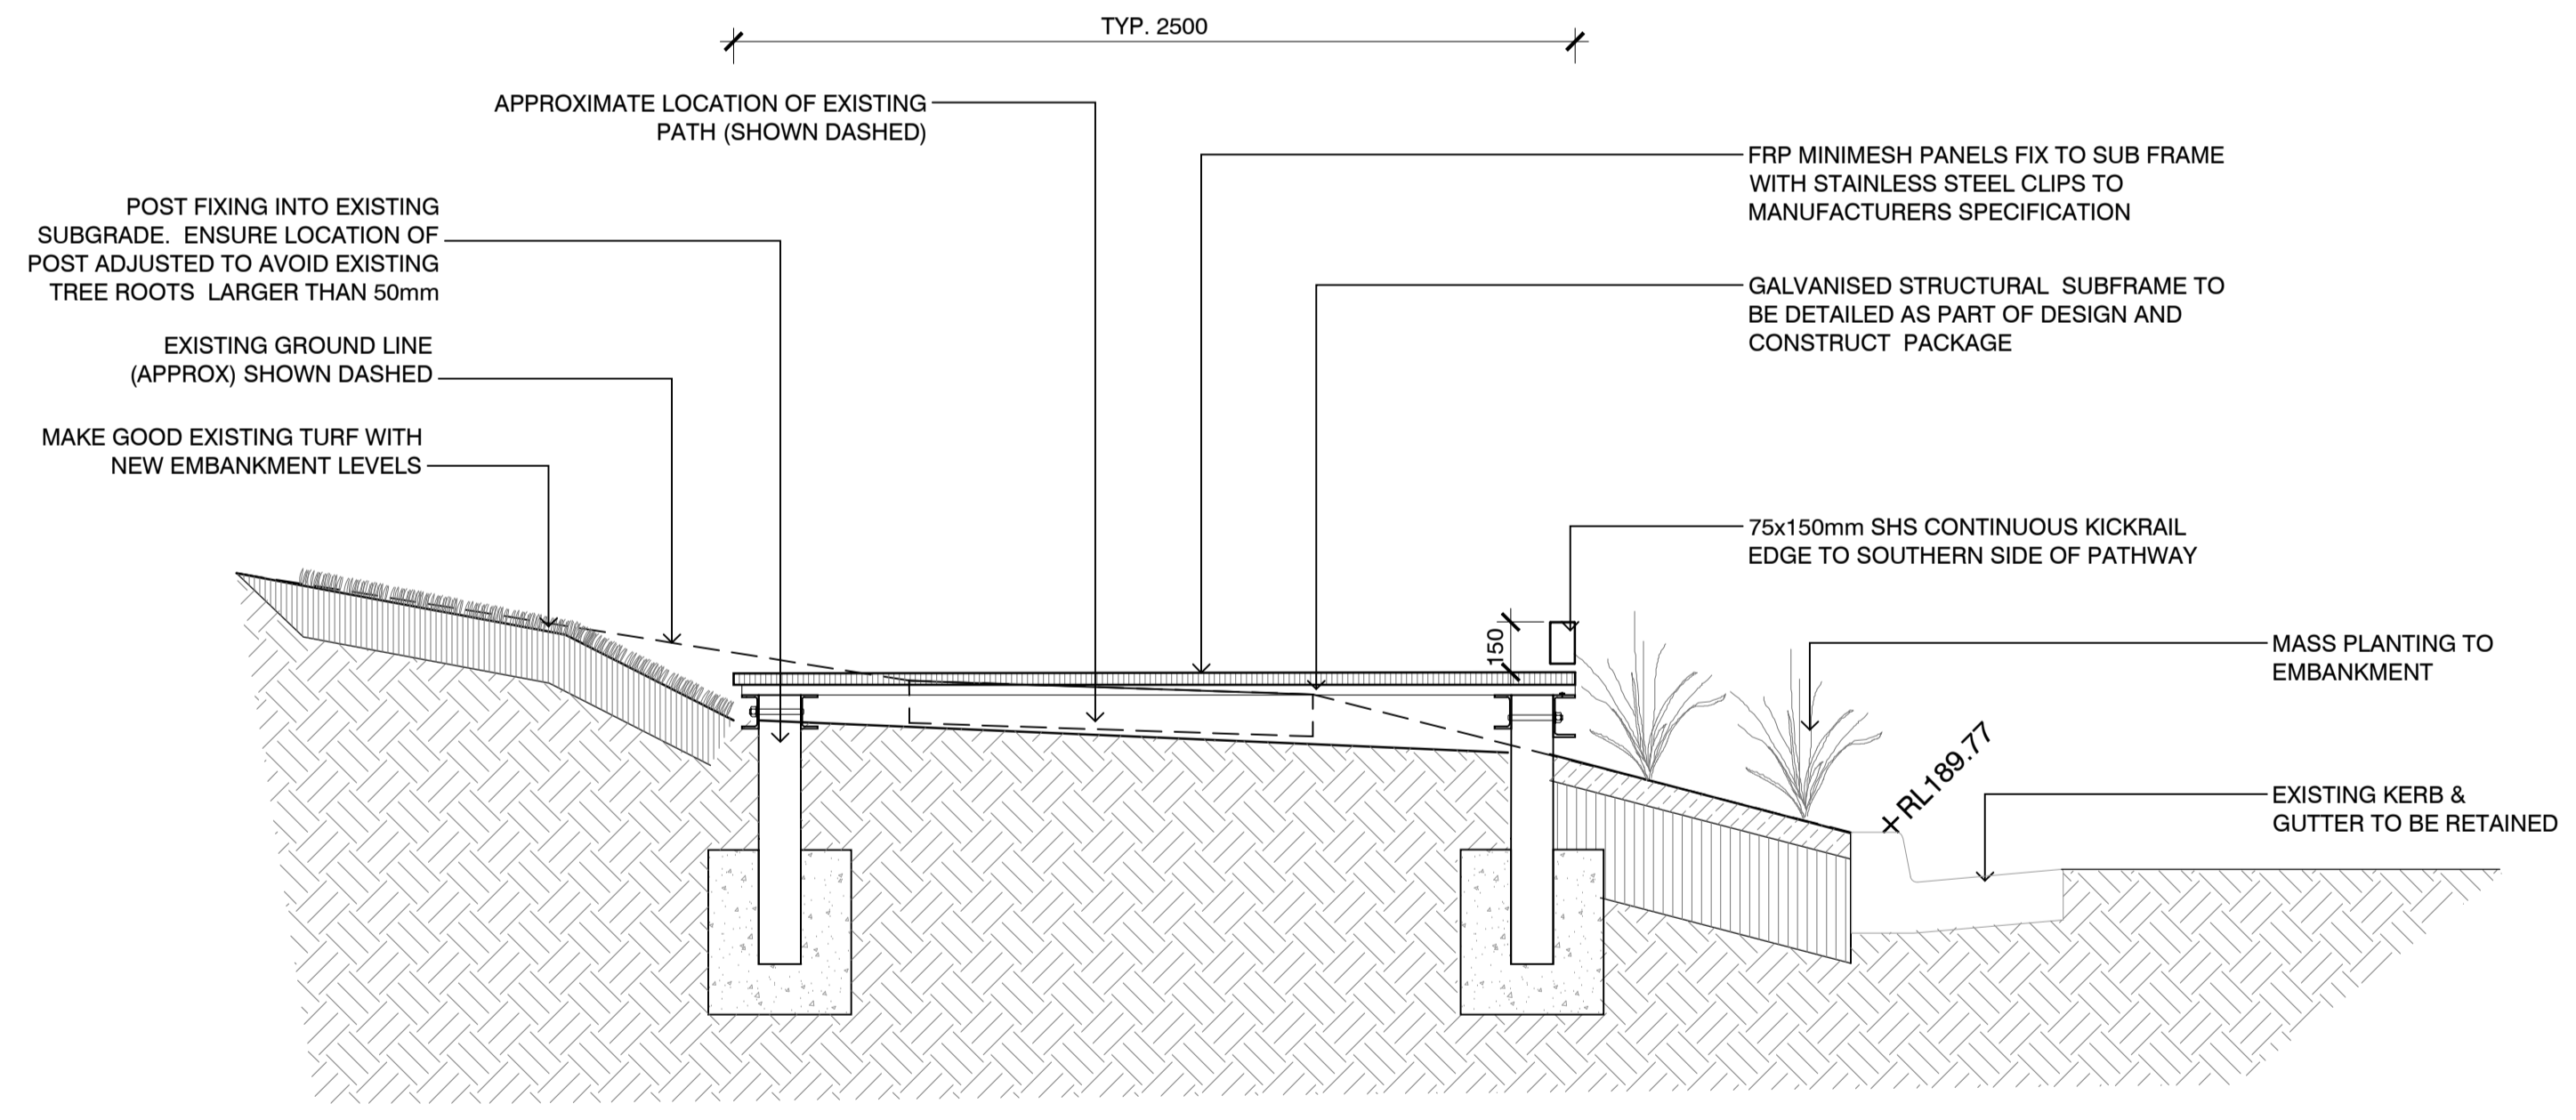 TYP. 2500
APPROXIMATE LOCATION OF EXISTING
PATH (SHOWN DASHED)
POST FIXING INTO EXISTING
SUBGRADE. ENSURE LOCATION OF
POST ADJUSTED TO AVOID EXISTING
TREE ROOTS LARGER THAN 50mm
EXISTING GROUND LINE
(APPROX) SHOWN DASHED
MAKE GOOD EXISTING TURF WITH
NEW EMBANKMENT LEVELS
FRP MINIMESH PANELS FIX TO SUB FRAME
WITH STAINLESS STEEL CLIPS TO
MANUFACTURERS SPECIFICATION
GALVANISED STRUCTURAL SUBFRAME TO
BE DETAILED AS PART OF DESIGN AND
CONSTRUCT PACKAGE
75x150mm SHS CONTINUOUS KICKRAIL
EDGE TO SOUTHERN SIDE OF PATHWAY
150
MASS PLANTING TO
EMBANKMENT
RL189.77
EXISTING KERB &
GUTTER TO BE RETAINED